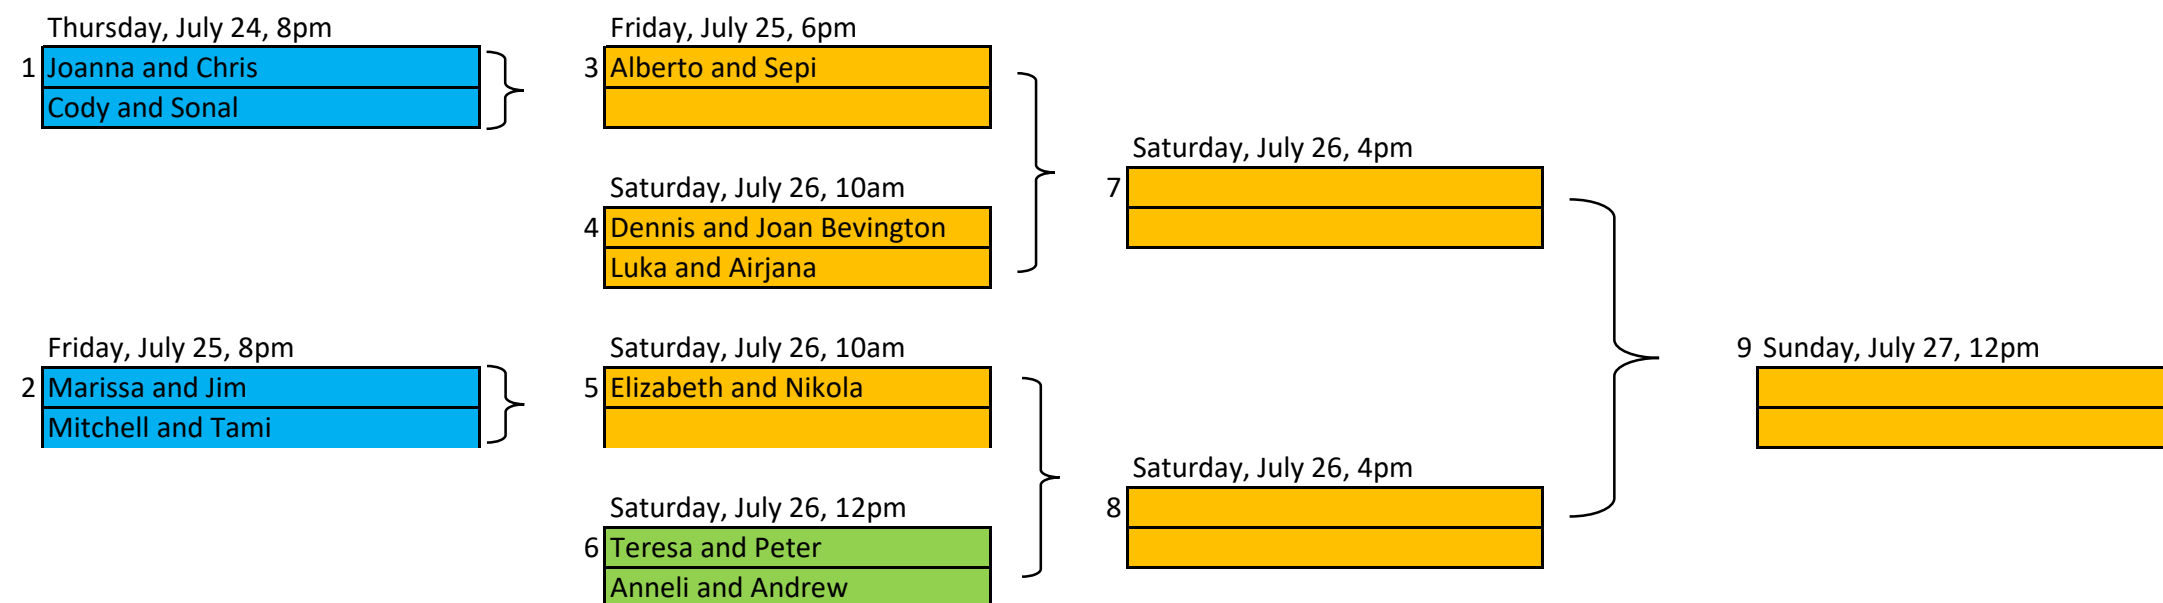 Thursday, July 24, 8pm
1 Joanna and Chris
Cody and Sonal
Friday, July 25, 8pm
2 Marissa and Jim
Mitchell and Tami
Friday, July 25, 6pm
3 Alberto and Sepi
Saturday, July 26, 10am
4 Dennis and Joan Bevington
Luka and Airjana
Saturday, July 26, 10am
5 Elizabeth and Nikola
Saturday, July 26, 12pm
6 Teresa and Peter
Anneli and Andrew
Saturday, July 26, 4pm
7
Saturday, July 26, 4pm
8
9 Sunday, July 27, 12pm